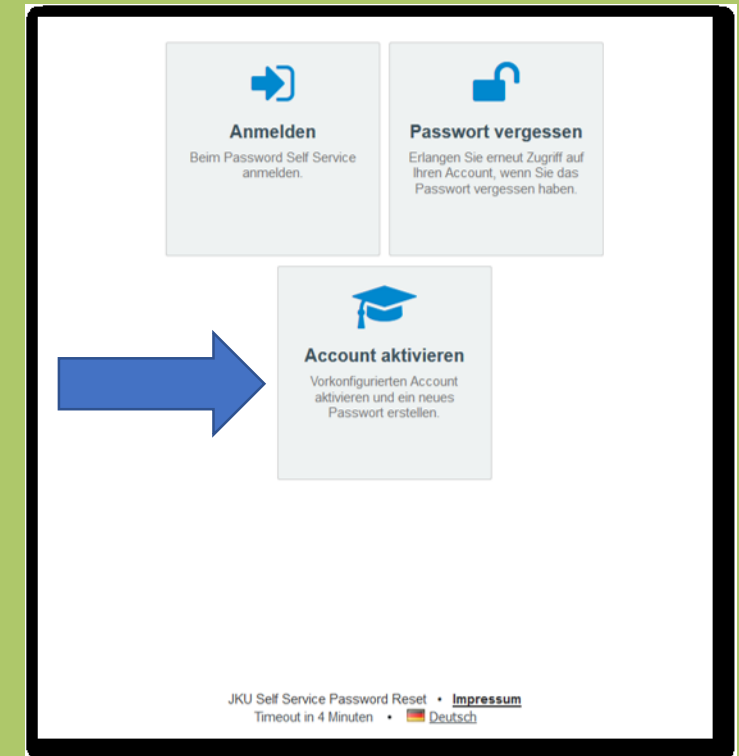 Anmelden
Beim Password Self Service
anmelden.
Passwort vergessen
Erlangen Sie erneut Zugriff auf
Ihren Account, wenn Sie das
Passwort vergessen haben.
Account aktivieren
Vorkonfigurierten Account
aktivieren und ein neues
Passwort erstellen.
JKU Self Service Password Reset • Impressum
Timeout in 4 Minuten • Deutsch